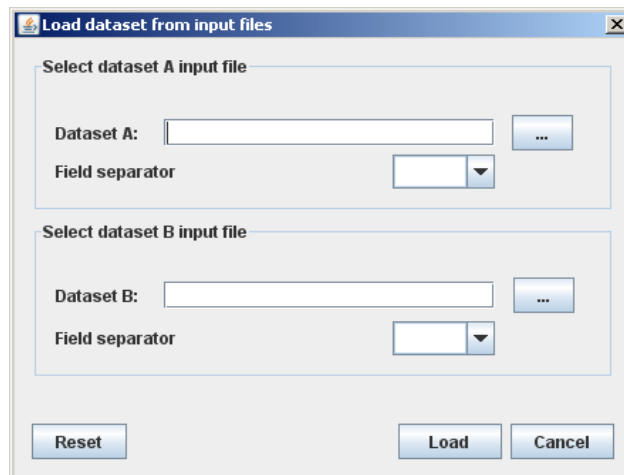 Load dataset from input files
Select dataset A input file
Dataset A:
...
Field separator
Select dataset B input file
Dataset B:
...
Field separator
Reset
Load
Cancel